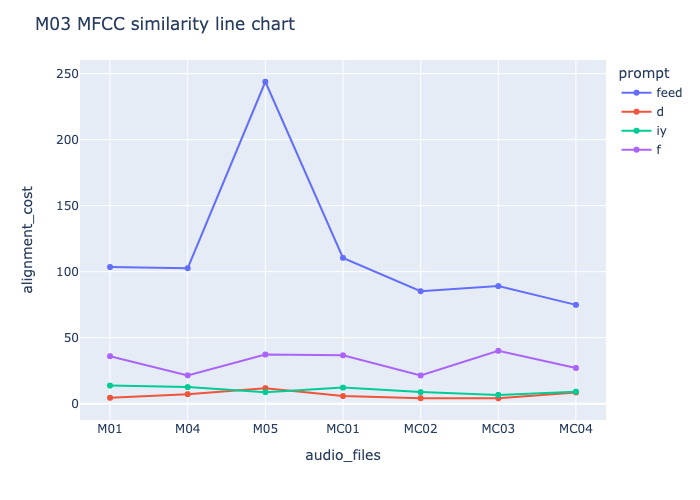 M03 MFCC similarity line chart
prompt
feed
d
iy
f
alignment_cost
250
200
150
100
50
0
M01 M04 M05 MC01 MC02 MC03 MC04
audio_files